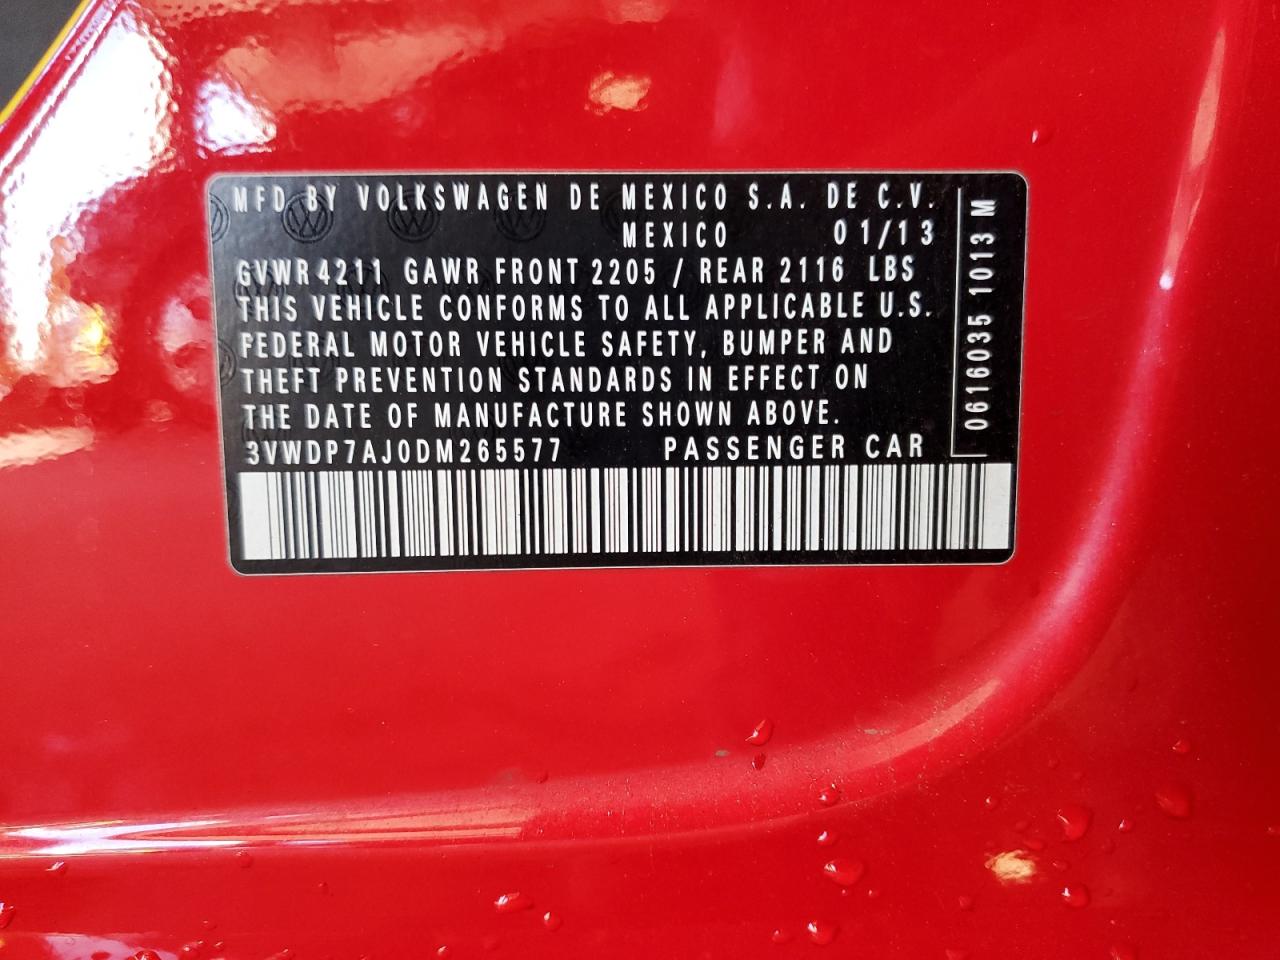 MFD BY VOLKSWAGEN DE MEXICO S.A. DE C.V.
MEXICO 01/13
GVWR 4211 GAWR FRONT 2205 / REAR 2116 LBS
THIS VEHICLE CONFORMS TO ALL APPLICABLE U.S.
FEDERAL MOTOR VEHICLE SAFETY, BUMPER AND
THEFT PREVENTION STANDARDS IN EFFECT ON
THE DATE OF MANUFACTURE SHOWN ABOVE.
3VWDP7AJ0DM265577 PASSENGER CAR
0616035 1013 M